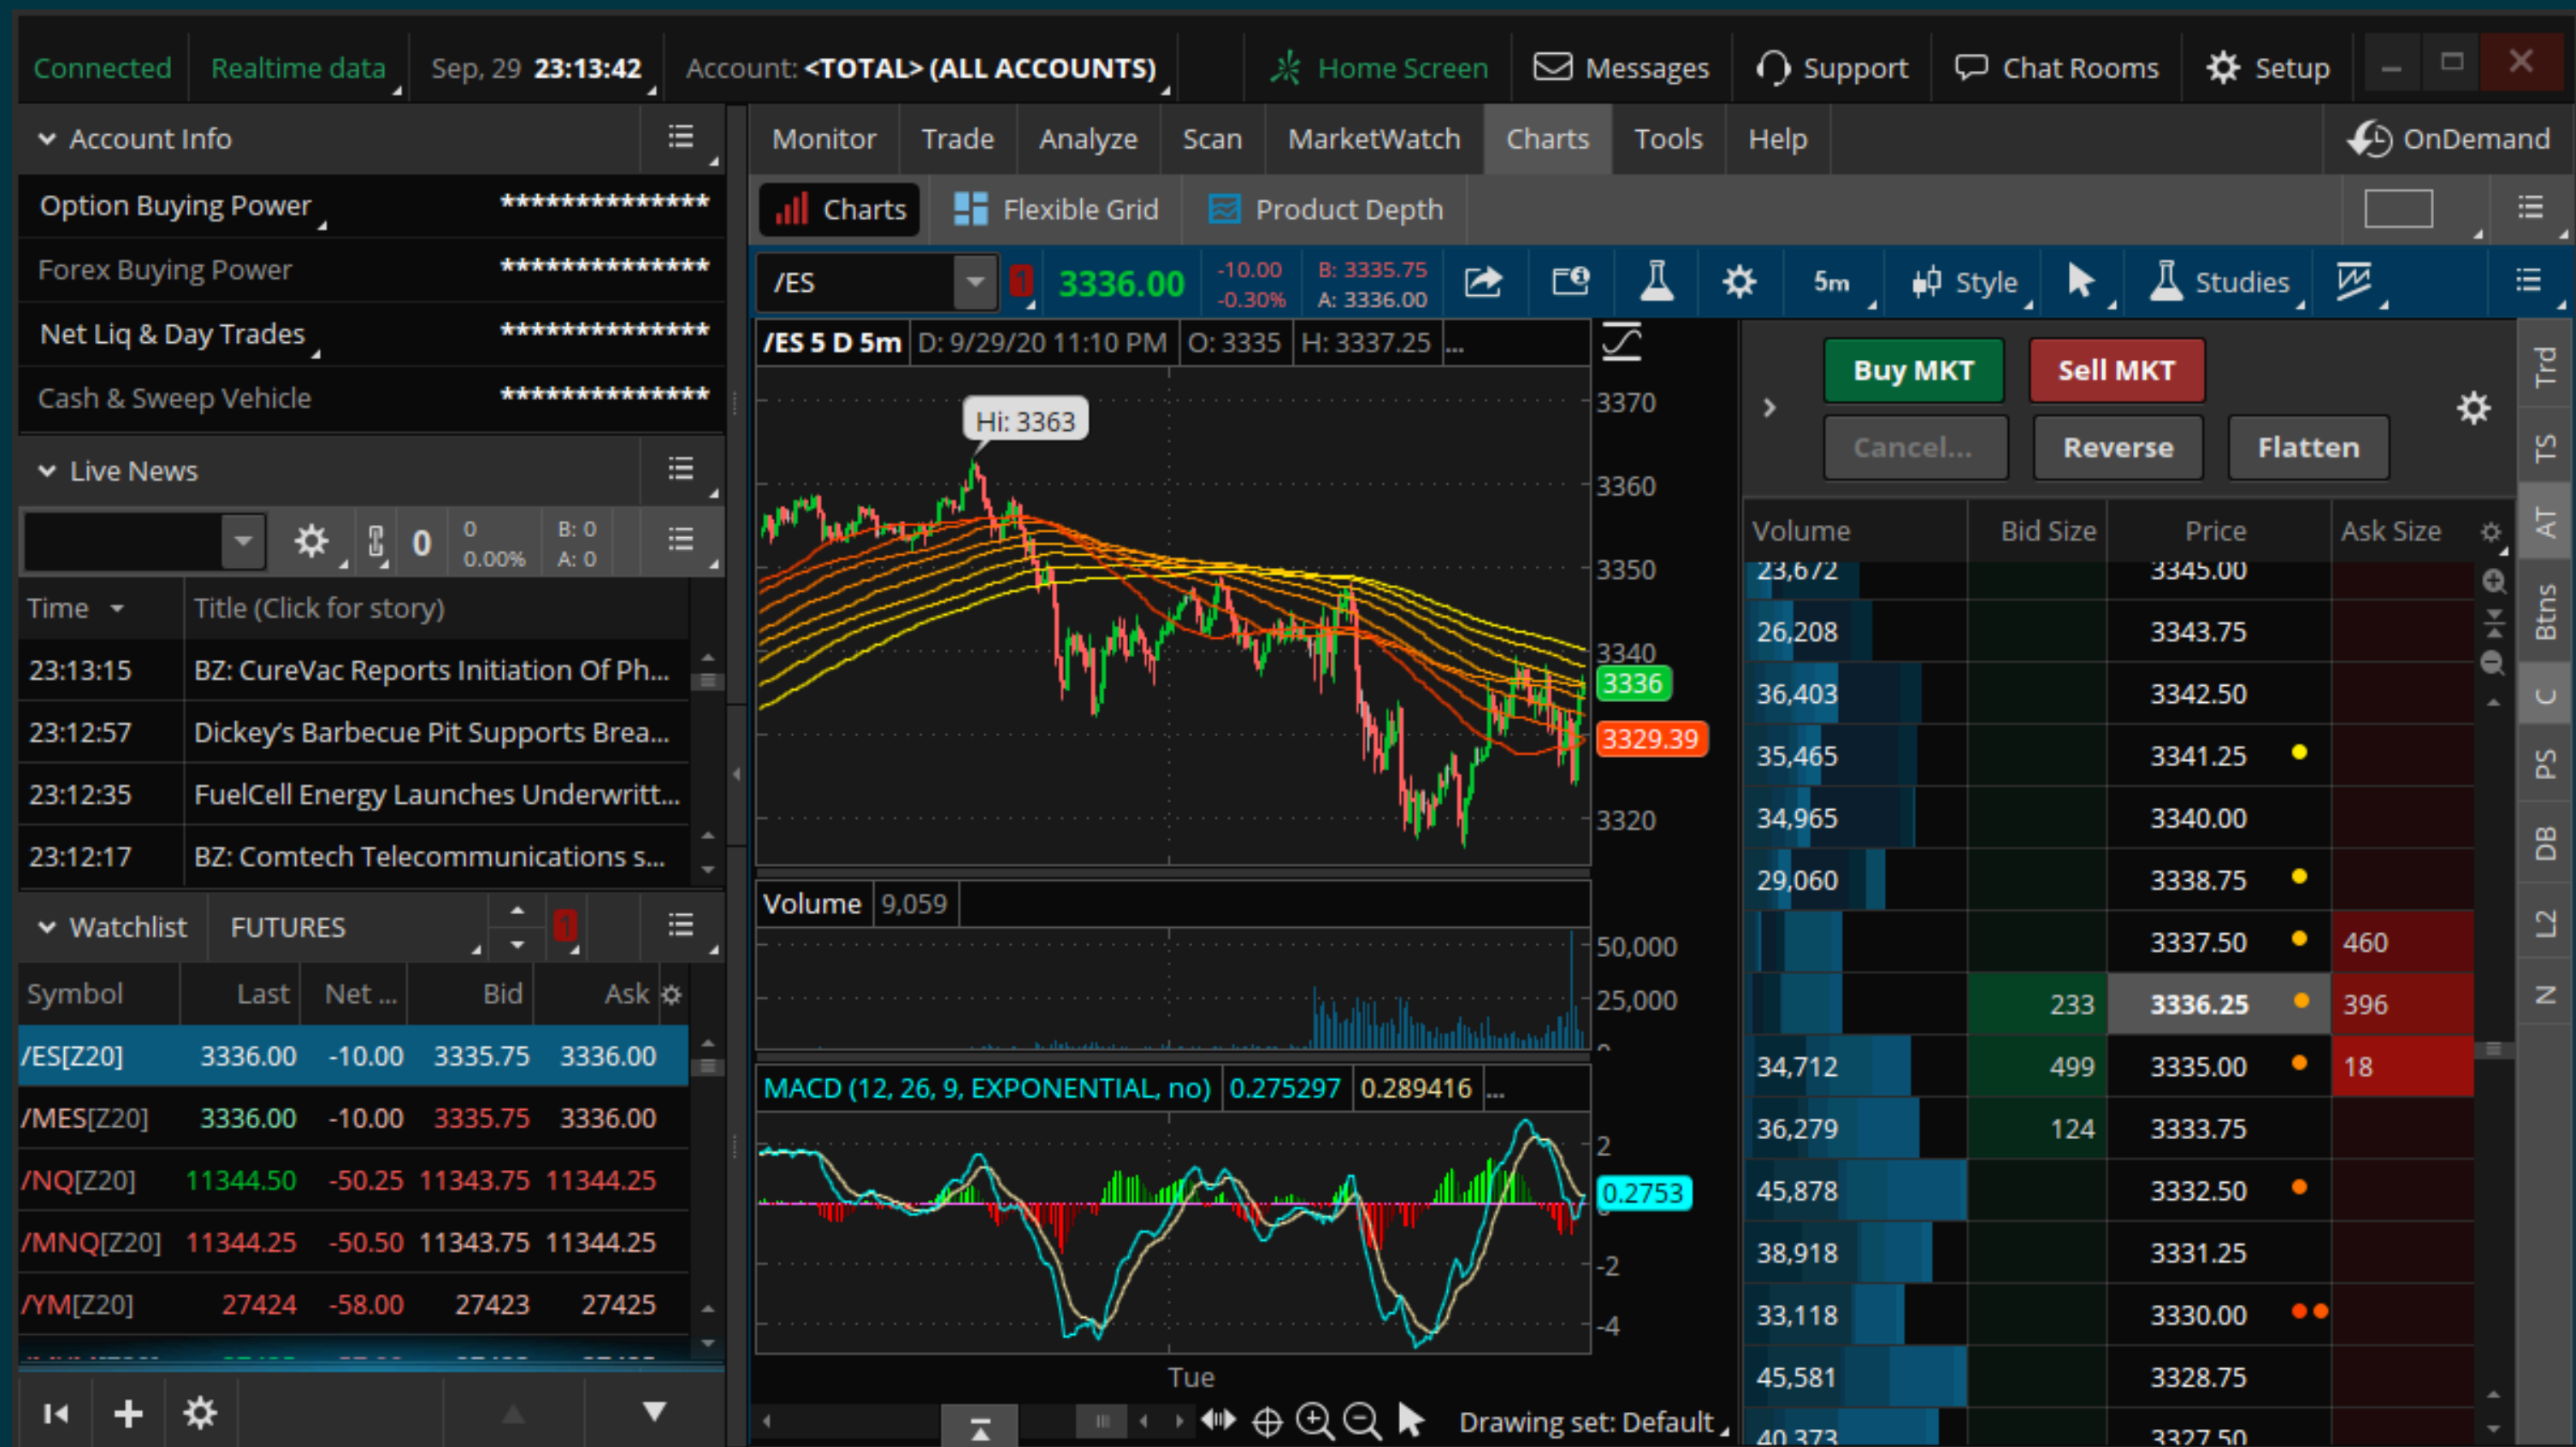 Connected Realtime data Sep, 29 23:13:42 Account: <TOTAL> (ALL ACCOUNTS) Home Screen Messages Support Chat Rooms Setup
Account Info
Option Buying Power **************
Forex Buying Power **************
Net Liq & Day Trades **************
Cash & Sweep Vehicle **************
Live News
0 0 B: 0
0.00% A: 0
Time Title (Click for story)
23:13:15 BZ: CureVac Reports Initiation Of Ph...
23:12:57 Dickey’s Barbecue Pit Supports Brea...
23:12:35 FuelCell Energy Launches Underwritt...
23:12:17 BZ: Comtech Telecommunications s...
Watchlist FUTURES 1
Symbol Last Net ... Bid Ask
/ES[Z20] 3336.00 -10.00 3335.75 3336.00
/MES[Z20] 3336.00 -10.00 3335.75 3336.00
/NQ[Z20] 11344.50 -50.25 11343.75 11344.25
/MNQ[Z20] 11344.25 -50.50 11343.75 11344.25
/YM[Z20] 27424 -58.00 27423 27425
Monitor Trade Analyze Scan MarketWatch Charts Tools Help OnDemand
Charts Flexible Grid Product Depth
/ES 1 3336.00 -10.00 B: 3335.75 5m Style Studies
-0.30% A: 3336.00
/ES 5 D 5m D: 9/29/20 11:10 PM O: 3335 H: 3337.25 ...
Hi: 3363
3370
3360
3350
3340
3336
3329.39
3320
Volume 9,059
50,000
25,000
0
MACD (12, 26, 9, EXPONENTIAL, no) 0.275297 0.289416 ...
2
0.2753
-2
-4
Tue
Drawing set: Default
Buy MKT Sell MKT
Cancel... Reverse Flatten
Volume Bid Size Price Ask Size
23,672 3345.00
26,208 3343.75
36,403 3342.50
35,465 3341.25
34,965 3340.00
29,060 3338.75
3337.50 460
233 3336.25 396
34,712 499 3335.00 18
36,279 124 3333.75
45,878 3332.50
38,918 3331.25
33,118 3330.00
45,581 3328.75
40,373 3327.50
Trd
TS
AT
Btns
C
PS
DB
L2
N